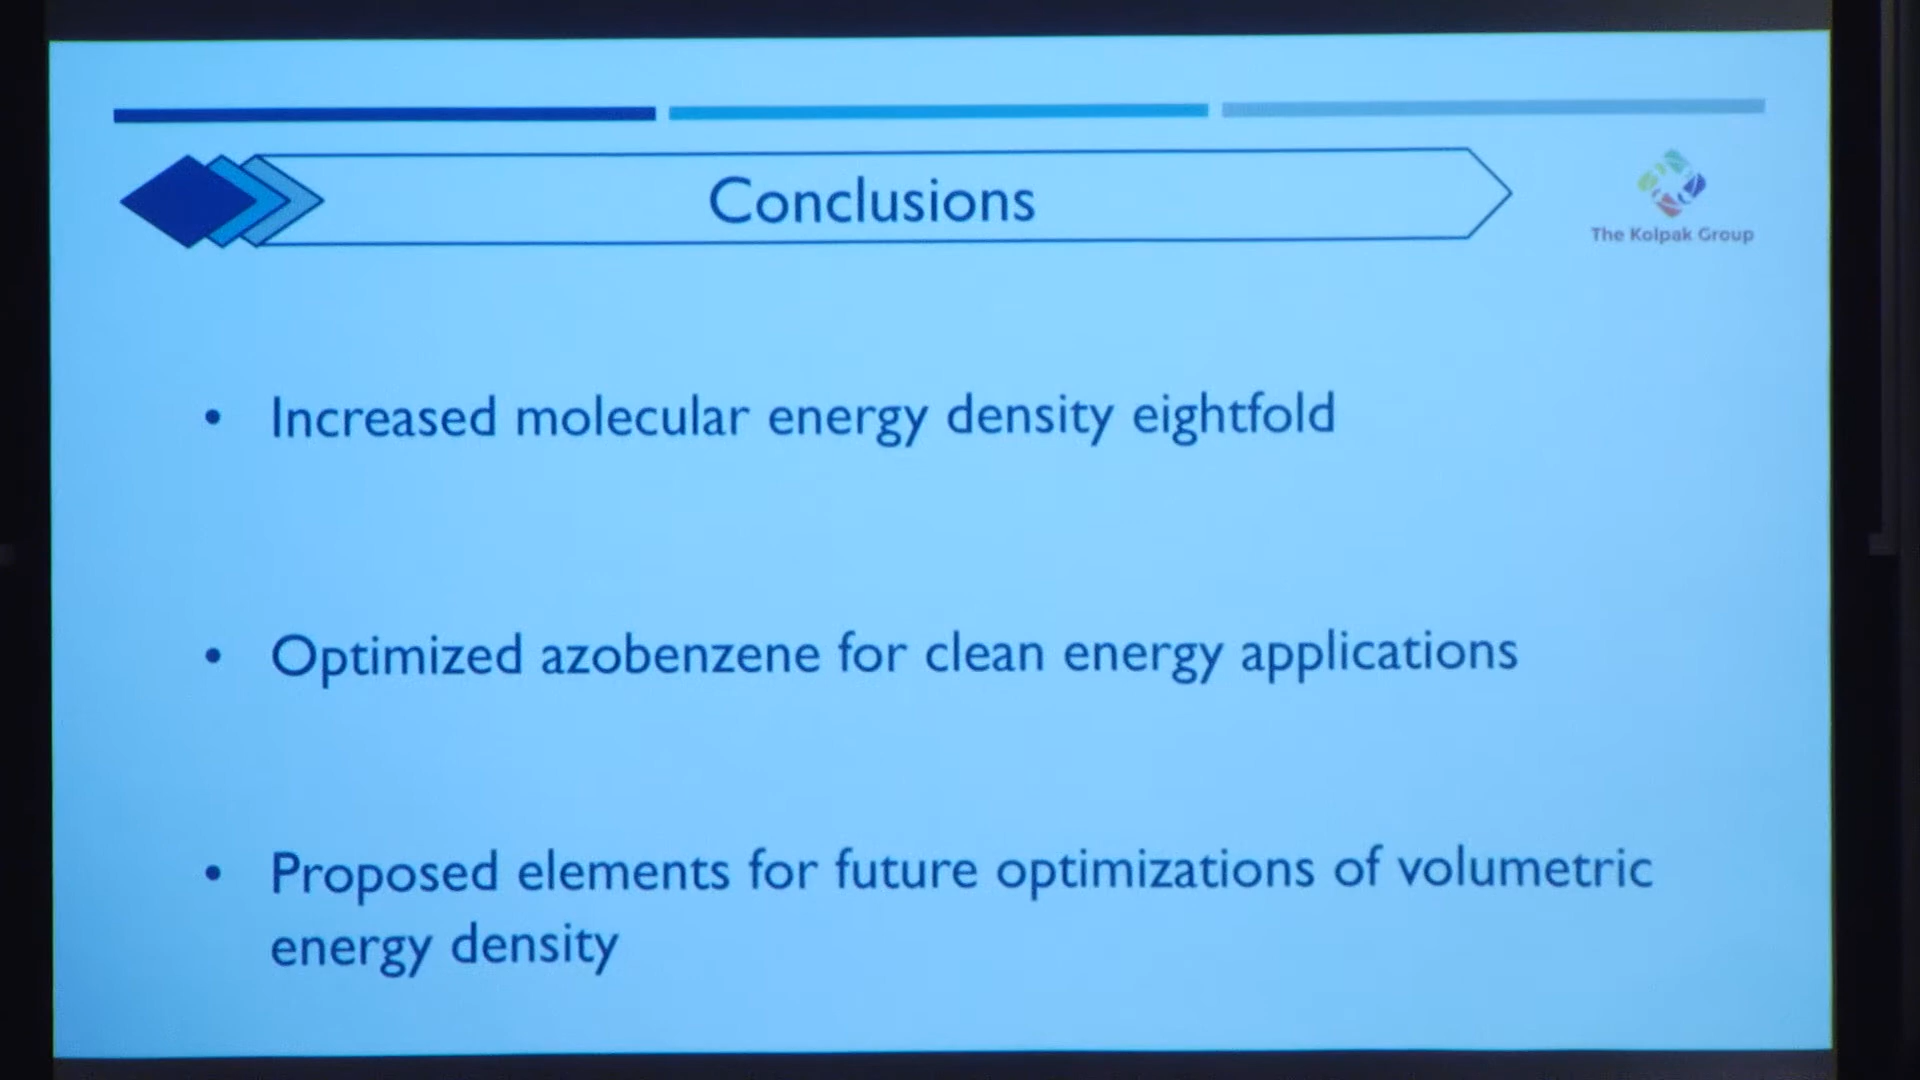 Conclusions
The Kolpak Group
• Increased molecular energy density eightfold
• Optimized azobenzene for clean energy applications
• Proposed elements for future optimizations of volumetric
energy density